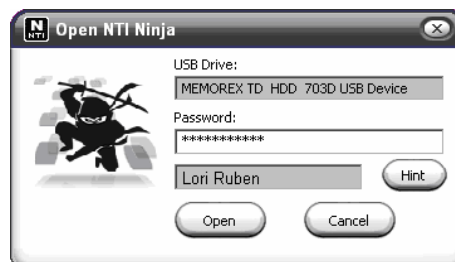 N
NTI
Open NTI Ninja
USB Drive:
MEMOREX TD HDD 703D USB Device
Password:
***********
Lori Ruben
Hint
Open
Cancel